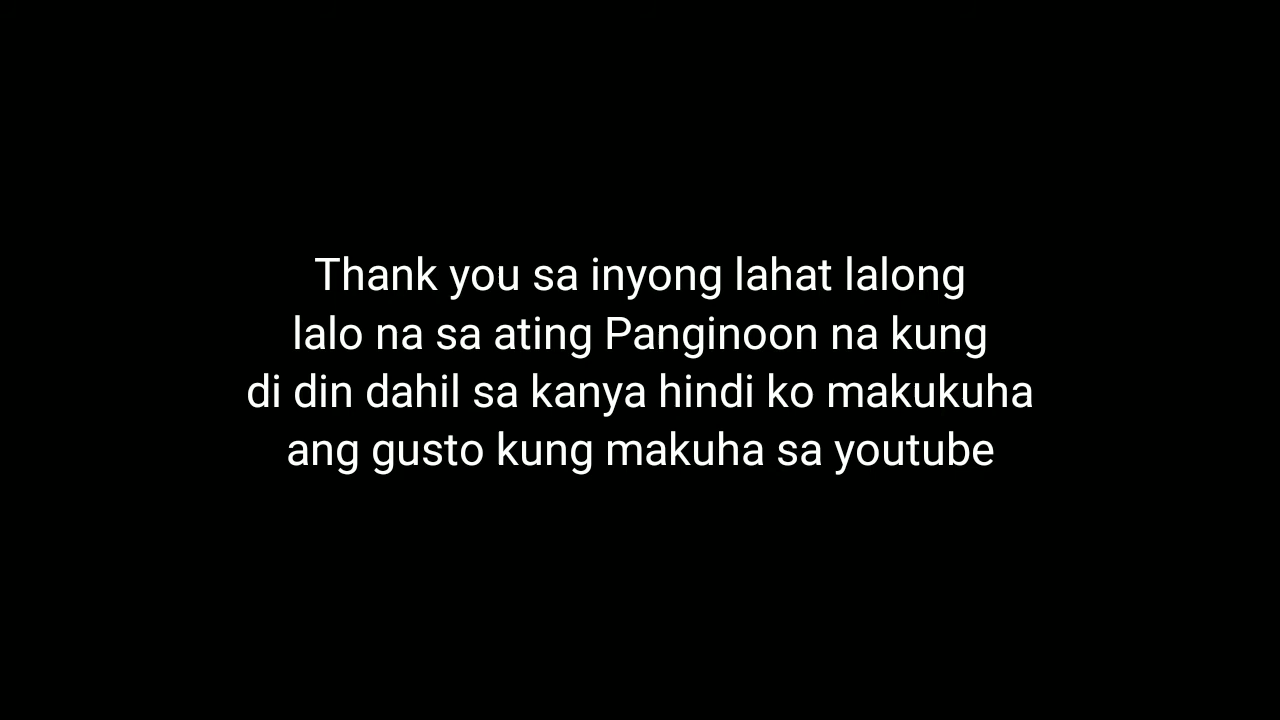 Thank you sa inyong lahat lalong
lalo na sa ating Panginoon na kung
di din dahil sa kanya hindi ko makukuha
ang gusto kung makuha sa youtube